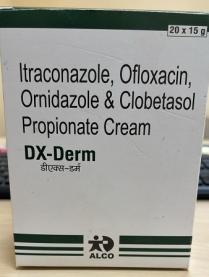 20 x 15 g
Itraconazole, Ofloxacin,
Ornidazole & Clobetasol
Propionate Cream
DX-Derm
डीएक्स-डर्म
ALCO